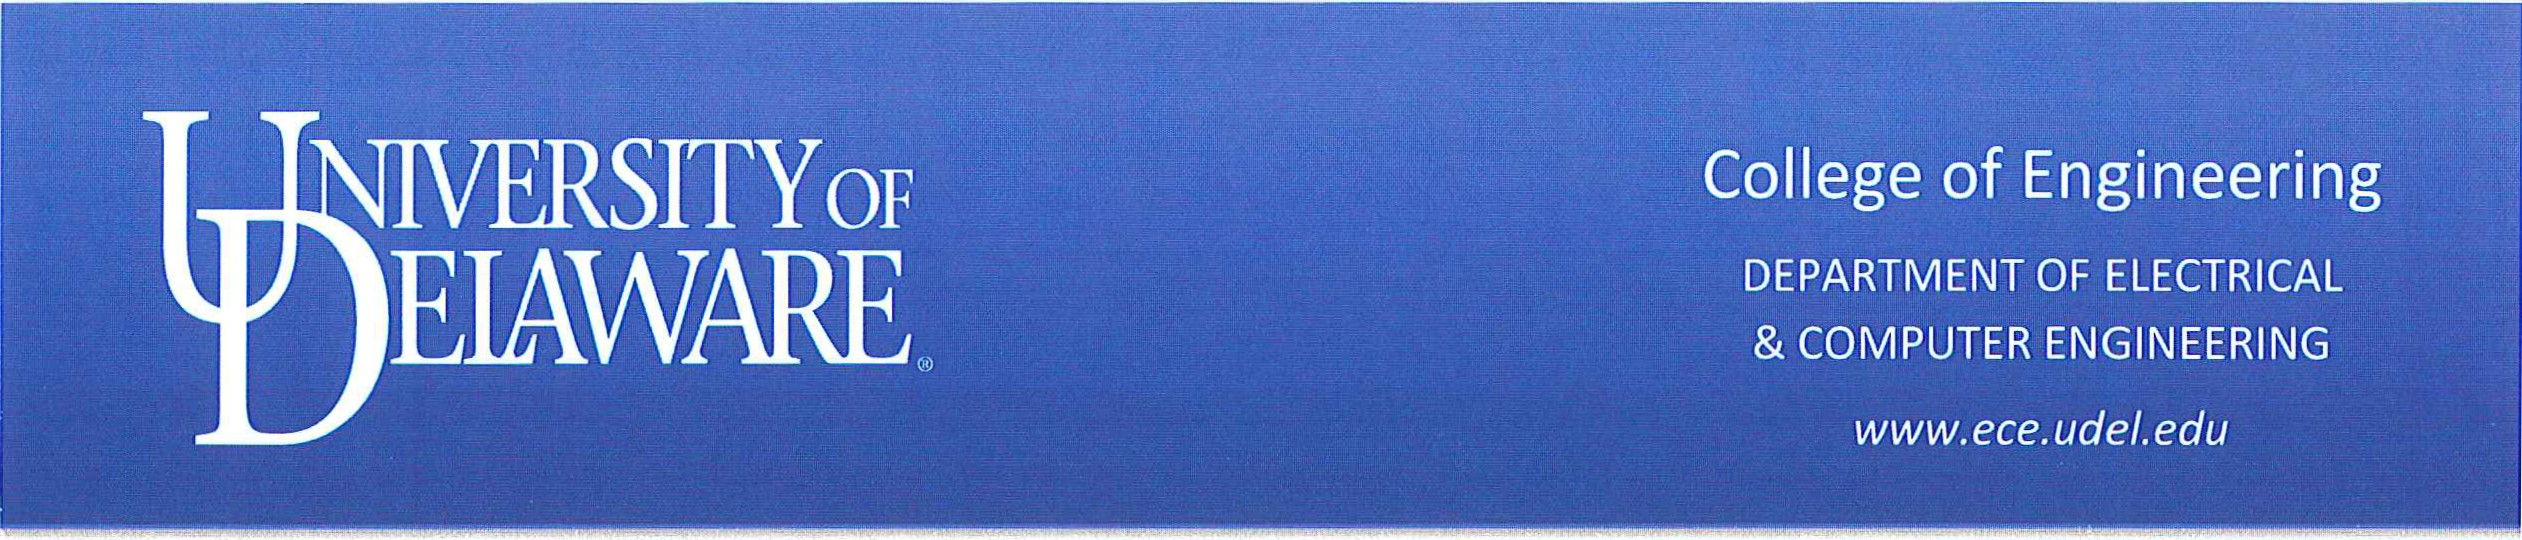 UNIVERSITY OF
DELAWARE®
College of Engineering
DEPARTMENT OF ELECTRICAL
& COMPUTER ENGINEERING
www.ece.udel.edu